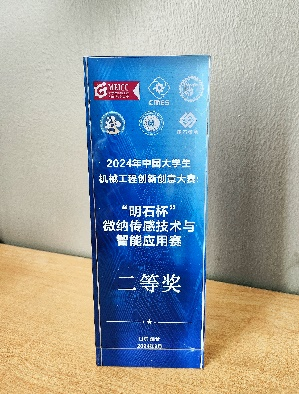 MEICC
CMES
2024年中国大学生
机械工程创新创意大赛
“明石杯”
微纳传感技术与
智能应用赛
二等奖